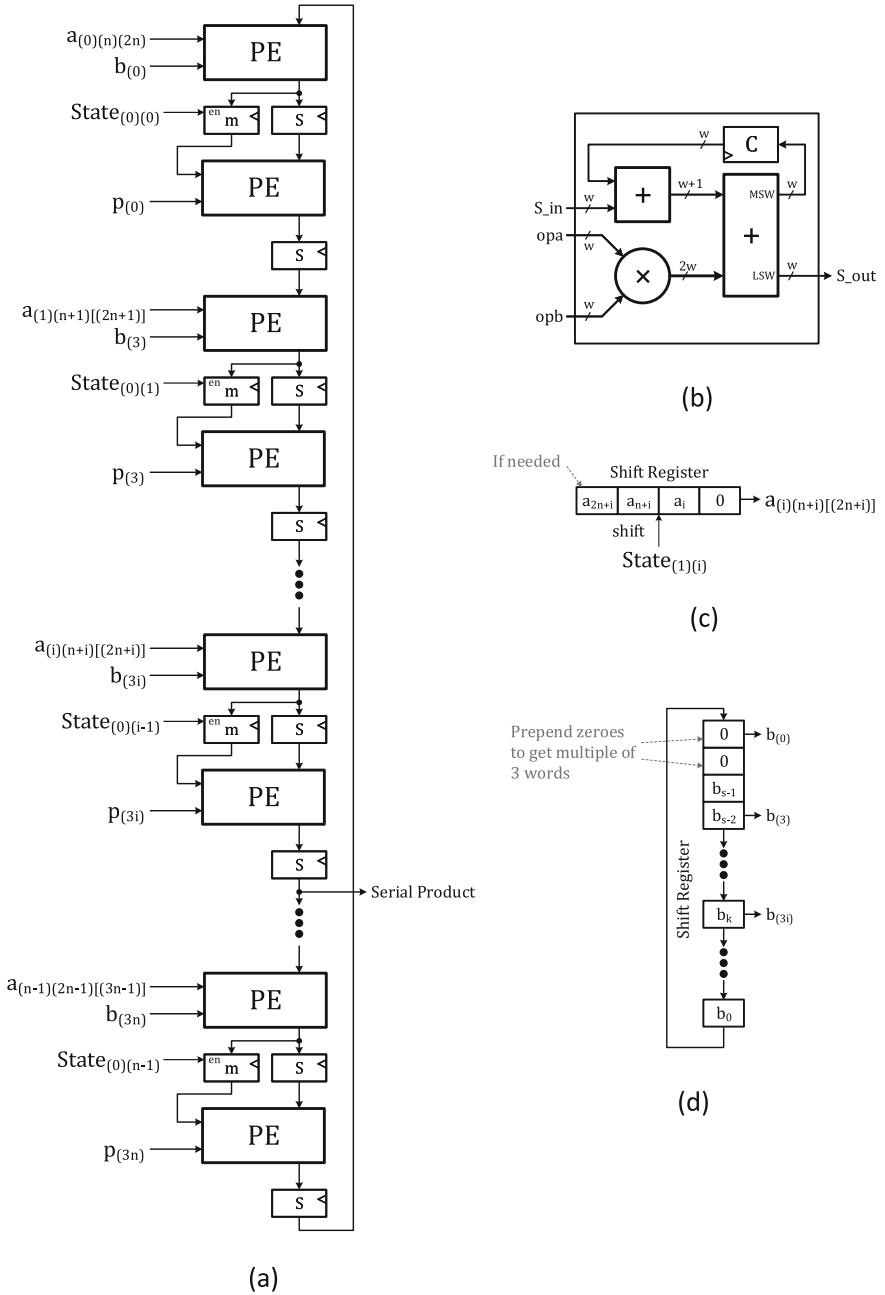 a(0)(n)(2n)
b(0)
PE
State(0)(0)
en
m
S
PE
p(0)
S
a(1)(n+1)[(2n+1)]
b(3)
PE
State(0)(1)
en
m
S
PE
p(3)
S
a(i)(n+i)[(2n+i)]
b(3i)
PE
State(0)(i-1)
en
m
S
PE
p(3i)
S
Serial Product
a(n-1)(2n-1)[(3n-1)]
b(3n)
PE
State(0)(n-1)
en
m
S
PE
p(3n)
S
(a)
w
C
w
S_in
w
+
w+1
MSW
w
opa
w
×
2w
+
LSW
w
S_out
opb
w
(b)
If needed
Shift Register
a2n+i
an+i
ai
0
a(i)(n+i)[(2n+i)]
shift
State(1)(i)
(c)
Prepend zeroes
to get multiple of
3 words
0
b(0)
0
bs-1
bs-2
b(3)
Shift Register
bk
b(3i)
b0
(d)